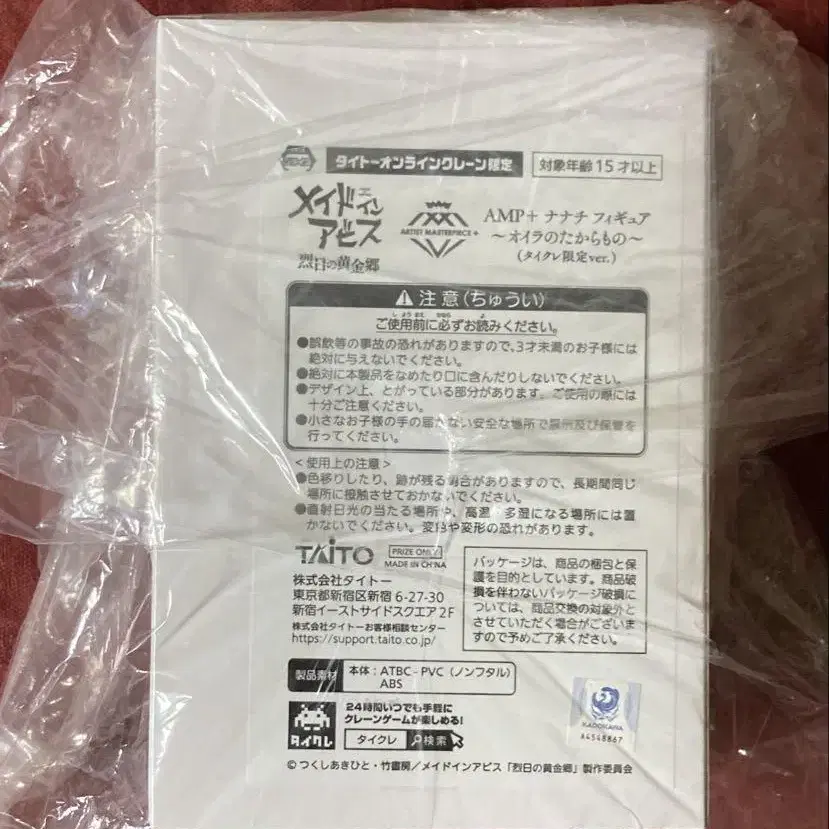 タイトーオンラインクレーン限定
対象年齢15才以上
メイドインアビス
烈日の黄金郷
ARTIST MASTERPIECE +
AMP+ ナナチ フィギュア
～オイラのたからもの～
(タイクレ限定ver.)
注意(ちゅうい)
ご使用前に必ずお読みください。
●誤飲等の事故の恐れがありますので、3才未満のお子様には
絶対に与えないでください。
●絶対に本製品をなめたり口に含んだりしないでください。
●デザイン上、とがっている部分があります。ご使用の際には
十分ご注意ください。
●小さなお子様の手の届かない安全な場所で展示及び保管を
行ってください。
<使用上の注意>
●色移りしたり、跡が残る場合がありますので、長期間同じ
場所に接触させておかないでください。
●直射日光の当たる場所や、高温・多湿になる場所には置
かないでください。変色や変形の恐れがあります。
TAITO
PRIZE ONLY
MADE IN CHINA
株式会社タイトー
東京都新宿区新宿 6-27-30
新宿イーストサイドスクエア 2F
株式会社タイトーお客様相談センター
https://support.taito.co.jp/
パッケージは、商品の梱包と保
護を目的としています。商品破
損を伴わないパッケージ破損に
ついては、商品交換の対象外と
させていただく場合がございま
すので予めご了承ください。
製品素材
本体：ATBC-PVC（ノンフタル）
ABS
24時間いつでも手軽に
クレーンゲームが楽しめる!
タイクレ
タイクレ 検索
KADOKAWA
A4548867
© つくしあきひと・竹書房／メイドインアビス「烈日の黄金郷」製作委員会